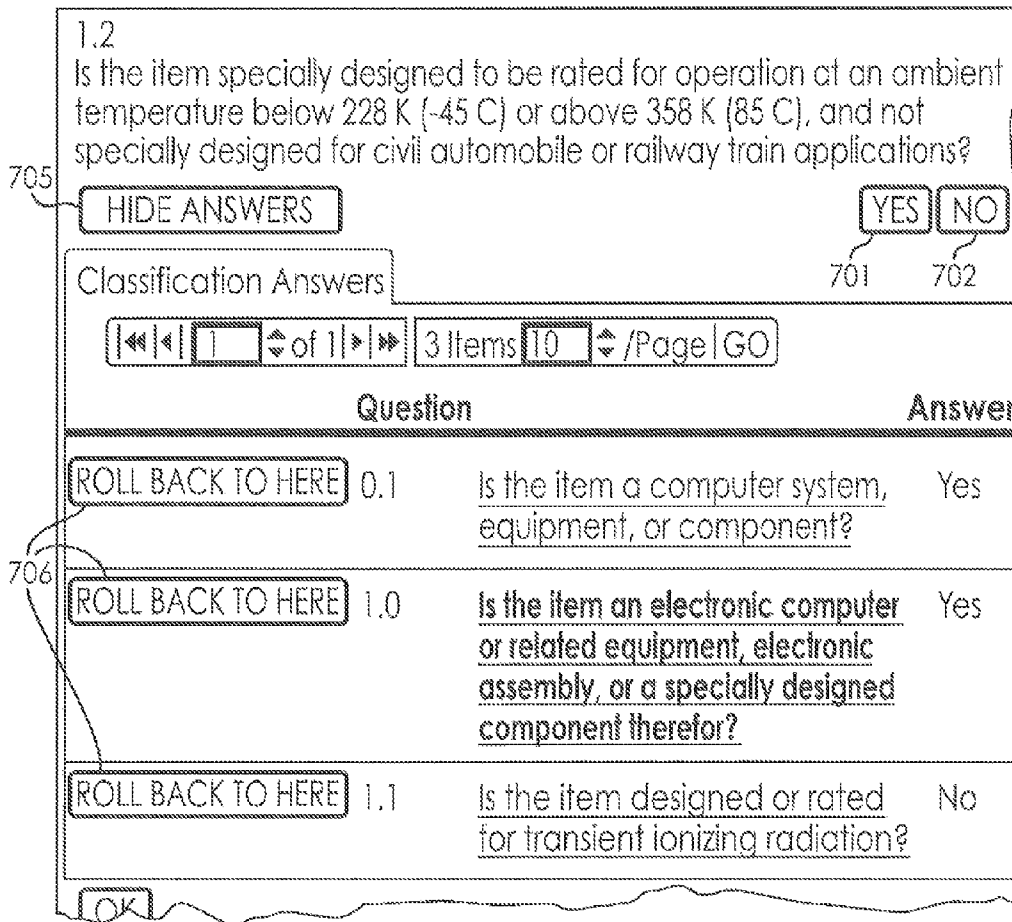 1.2
Is the item specially designed to be rated for operation at an ambient
temperature below 228 K (-45 C) or above 358 K (85 C), and not
specially designed for civil automobile or railway train applications?
705
HIDE ANSWERS YES NO
701 702
Classification Answers
1 of 1 3 Items 10 /Page GO
Question Answer
ROLL BACK TO HERE 0.1 Is the item a computer system, Yes
equipment, or component?
706
ROLL BACK TO HERE 1.0 Is the item an electronic computer Yes
or related equipment, electronic
assembly, or a specially designed
component therefor?
ROLL BACK TO HERE 1.1 Is the item designed or rated No
for transient ionizing radiation?
OK